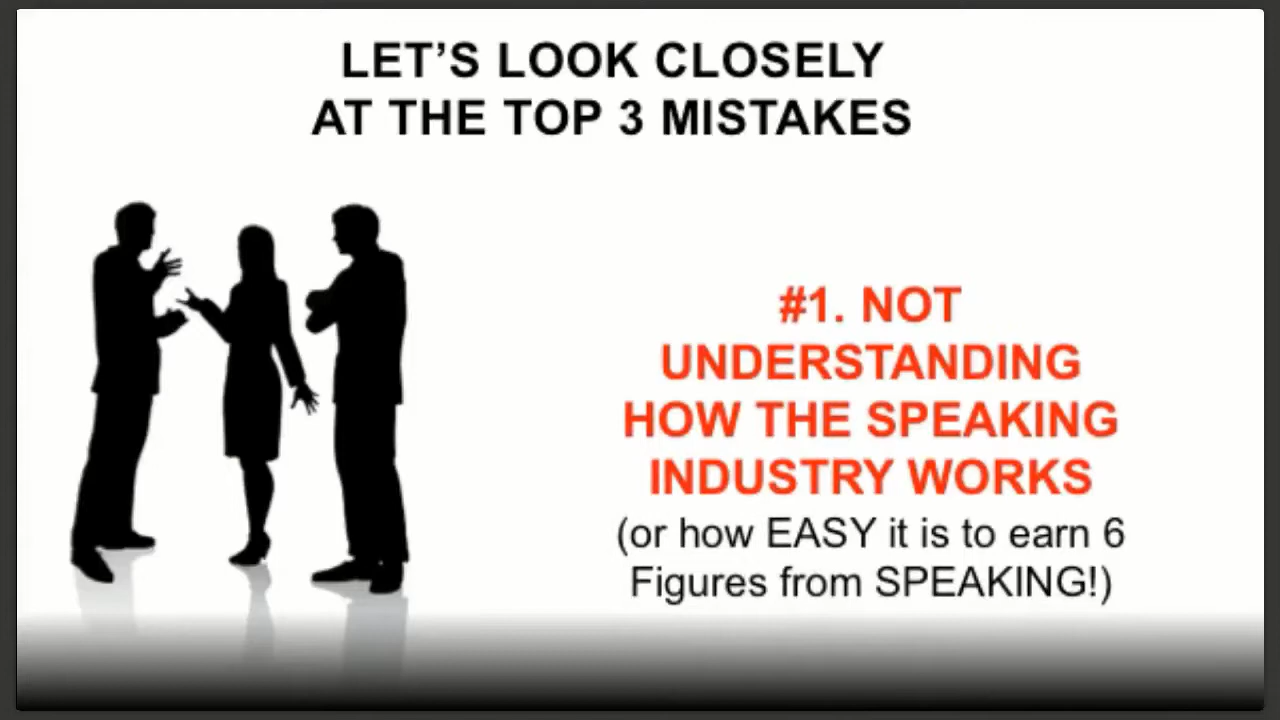 LET’S LOOK CLOSELY
AT THE TOP 3 MISTAKES
#1. NOT
UNDERSTANDING
HOW THE SPEAKING
INDUSTRY WORKS
(or how EASY it is to earn 6
Figures from SPEAKING!)